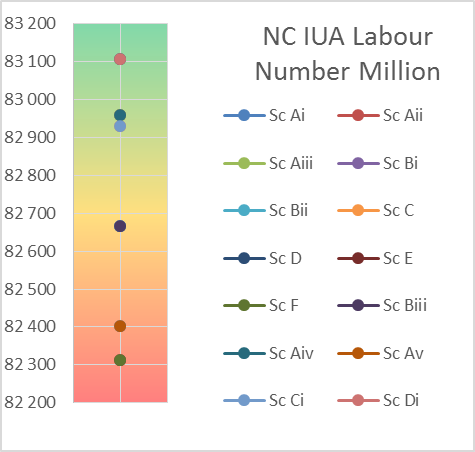 NC IUA Labour
Number Million
83 200
83 100
83 000
82 900
82 800
82 700
82 600
82 500
82 400
82 300
82 200
Sc Ai
Sc Aii
Sc Aiii
Sc Bi
Sc Bii
Sc C
Sc D
Sc E
Sc F
Sc Biii
Sc Aiv
Sc Av
Sc Ci
Sc Di